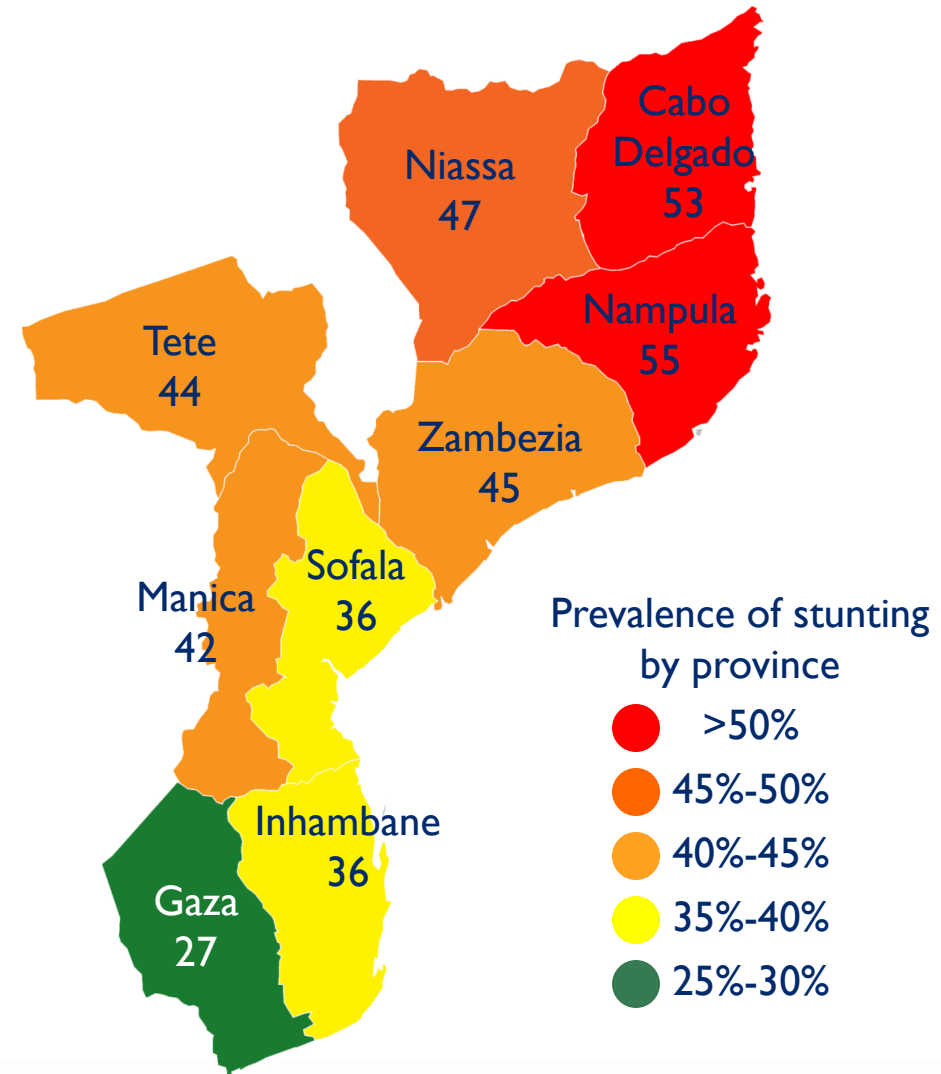 Cabo
Delgado
53
Niassa
47
Nampula
55
Tete
44
Zambezia
45
Sofala
36
Manica
42
Prevalence of stunting
by province
>50%
45%-50%
40%-45%
35%-40%
25%-30%
Inhambane
36
Gaza
27